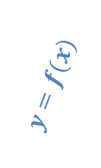 y = f(x)